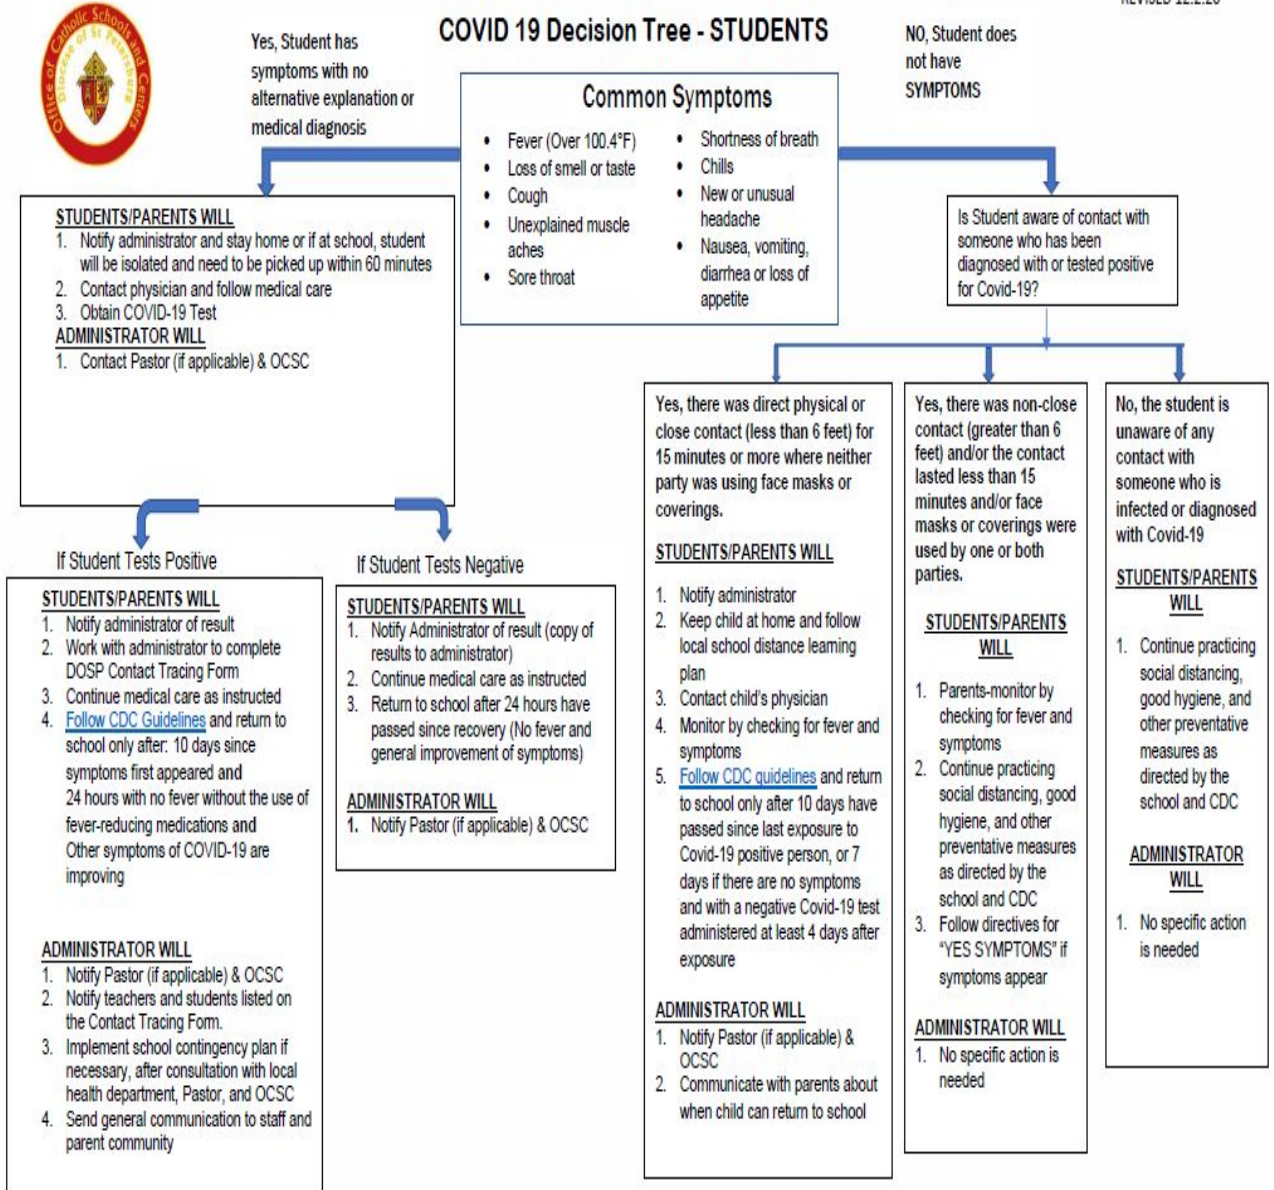 REVISED 12.2.20
Office of Catholic Schools and Centers
Diocese of St Petersburg
COVID 19 Decision Tree - STUDENTS
Yes, Student has
symptoms with no
alternative explanation or
medical diagnosis
NO, Student does
not have
SYMPTOMS
Common Symptoms
• Fever (Over 100.4°F)
• Loss of smell or taste
• Cough
• Unexplained muscle
aches
• Sore throat
• Shortness of breath
• Chills
• New or unusual
headache
• Nausea, vomiting,
diarrhea or loss of
appetite
STUDENTS/PARENTS WILL
1. Notify administrator and stay home or if at school, student
will be isolated and need to be picked up within 60 minutes
2. Contact physician and follow medical care
3. Obtain COVID-19 Test
ADMINISTRATOR WILL
1. Contact Pastor (if applicable) & OCSC
Is Student aware of contact with
someone who has been
diagnosed with or tested positive
for Covid-19?
If Student Tests Positive
STUDENTS/PARENTS WILL
1. Notify administrator of result
2. Work with administrator to complete
DOSP Contact Tracing Form
3. Continue medical care as instructed
4. Follow CDC Guidelines and return to
school only after: 10 days since
symptoms first appeared and
24 hours with no fever without the use of
fever-reducing medications and
Other symptoms of COVID-19 are
improving
ADMINISTRATOR WILL
1. Notify Pastor (if applicable) & OCSC
2. Notify teachers and students listed on
the Contact Tracing Form.
3. Implement school contingency plan if
necessary, after consultation with local
health department, Pastor, and OCSC
4. Send general communication to staff and
parent community
If Student Tests Negative
STUDENTS/PARENTS WILL
1. Notify Administrator of result (copy of
results to administrator)
2. Continue medical care as instructed
3. Return to school after 24 hours have
passed since recovery (No fever and
general improvement of symptoms)
ADMINISTRATOR WILL
1. Notify Pastor (if applicable) & OCSC
Yes, there was direct physical or
close contact (less than 6 feet) for
15 minutes or more where neither
party was using face masks or
coverings.
STUDENTS/PARENTS WILL
1. Notify administrator
2. Keep child at home and follow
local school distance learning
plan
3. Contact child's physician
4. Monitor by checking for fever and
symptoms
5. Follow CDC guidelines and return
to school only after 10 days have
passed since last exposure to
Covid-19 positive person, or 7
days if there are no symptoms
and with a negative Covid-19 test
administered at least 4 days after
exposure
ADMINISTRATOR WILL
1. Notify Pastor (if applicable) &
OCSC
2. Communicate with parents about
when child can return to school
Yes, there was non-close
contact (greater than 6
feet) and/or the contact
lasted less than 15
minutes and/or face
masks or coverings were
used by one or both
parties.
STUDENTS/PARENTS
WILL
1. Parents-monitor by
checking for fever and
symptoms
2. Continue practicing
social distancing, good
hygiene, and other
preventative measures
as directed by the
school and CDC
3. Follow directives for
“YES SYMPTOMS” if
symptoms appear
ADMINISTRATOR WILL
1. No specific action is
needed
No, the student is
unaware of any
contact with
someone who is
infected or diagnosed
with Covid-19
STUDENTS/PARENTS
WILL
1. Continue practicing
social distancing,
good hygiene, and
other preventative
measures as
directed by the
school and CDC
ADMINISTRATOR
WILL
1. No specific action
is needed